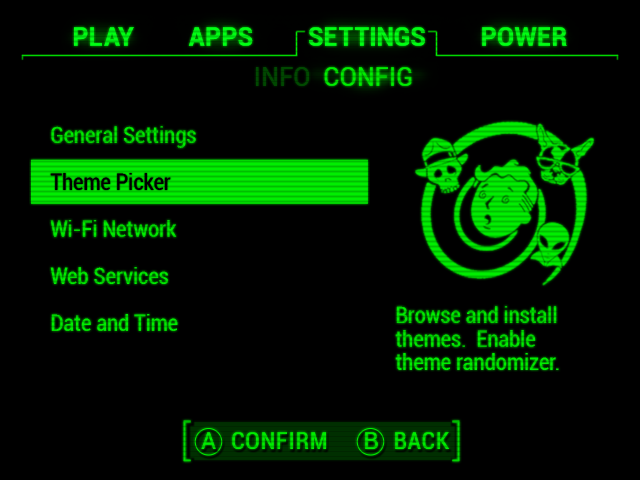 PLAY APPS SETTINGS POWER
INFO CONFIG
General Settings
Theme Picker
Wi-Fi Network
Web Services
Date and Time
Browse and install
themes. Enable
theme randomizer.
A CONFIRM B BACK